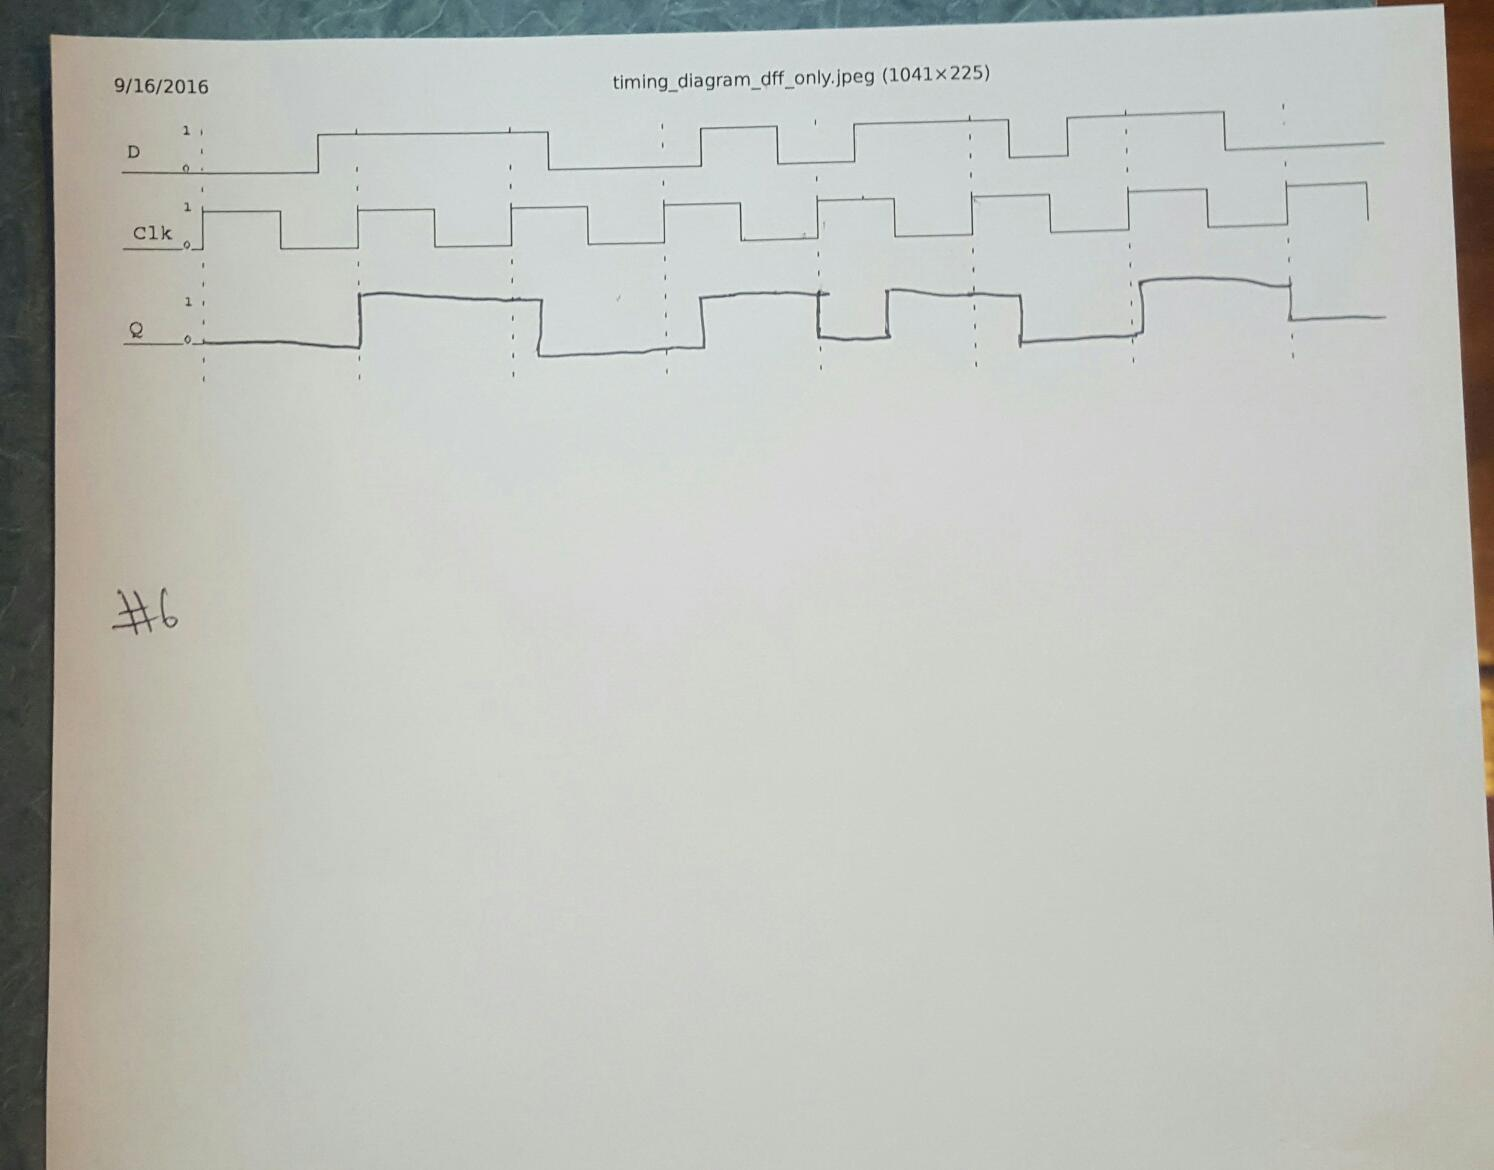 9/16/2016
timing_diagram_dff_only.jpeg (1041×225)
1
D
0
1
Clk
0
1
Q
0
#6